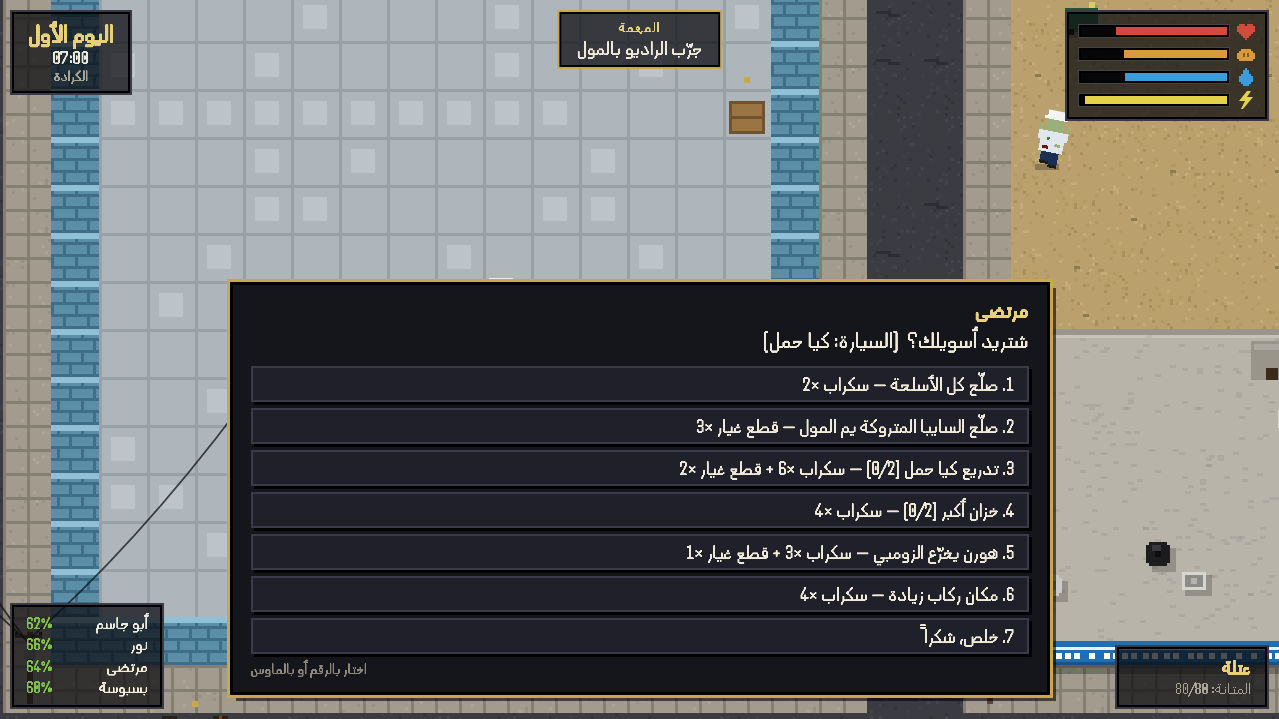 اليوم الأول
07:00
الكرادة
المهمة
جرّب الراديو بالمول
مرتضى
شتريد أسويلك؟ (السيارة: كيا حمل)
1. صلّح كل الأسلحة — سكراب ×2
2. صلّح السايبا المتروكة يم المول — قطع غيار ×3
3. تدريع كيا حمل (0/2) — سكراب ×6 + قطع غيار ×2
4. خزان أكبر (0/2) — سكراب ×4
5. هورن يخرّع الزومبي — سكراب ×3 + قطع غيار ×1
6. مكان ركاب زيادة — سكراب ×4
7. خلص، شكراً
اختار بالرقم أو بالماوس
أبو جاسم 62%
نور 66%
مرتضى 64%
بسبوسة 60%
عتلة
المتانة: 80/80